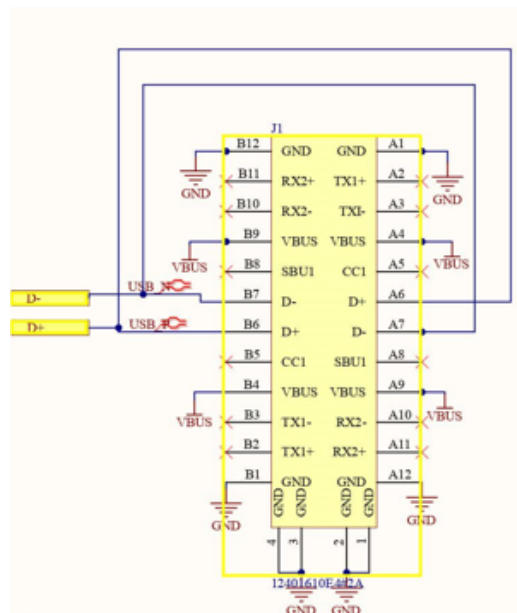 J1
B12 GND GND A1
B11 RX2+ TX1+ A2
GND GND
B10 RX2- TXI- A3
B9 VBUS VBUS A4
VBUS VBUS
B8 SBU1 CC1 A5
D- USB_N B7 D- D+ A6
D+ USB_P B6 D+ D- A7
B5 CC1 SBU1 A8
B4 VBUS VBUS A9
VBUS VBUS
B3 TX1- RX2- A10
B2 TX1+ RX2+ A11
B1 GND GND A12
GND GND GND GND
GND GND
4 3 2 1
GND GND